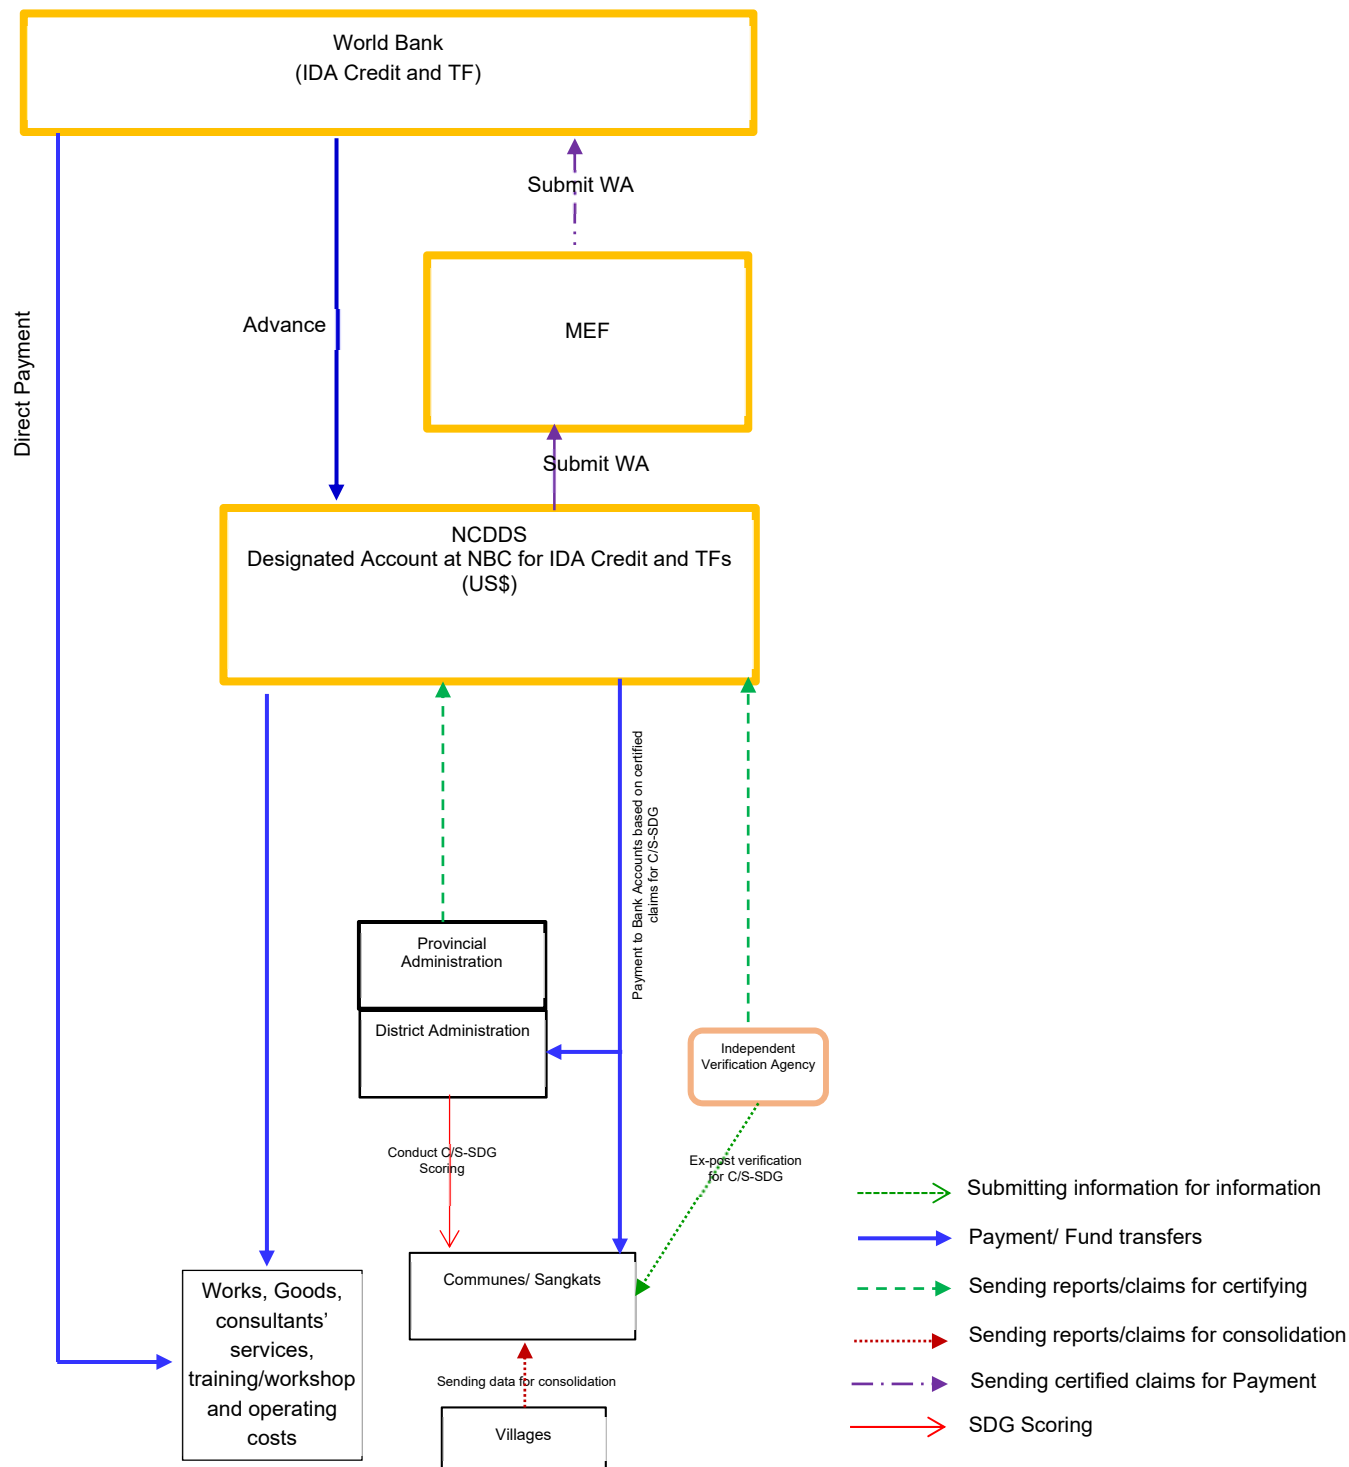 World Bank
(IDA Credit and TF)
Submit WA
Direct Payment
Advance
MEF
Submit WA
NCDDS
Designated Account at NBC for IDA Credit and TFs
(US$)
Payment to Bank Accounts based on certified
claims for C/S-SDG
Provincial
Administration
District Administration
Independent
Verification Agency
Conduct C/S-SDG
Scoring
Ex-post verification
for C/S-SDG
Communes/ Sangkats
Works, Goods,
consultants’
services,
training/workshop
and operating
costs
Sending data for consolidation
Villages
Submitting information for information
Payment/ Fund transfers
Sending reports/claims for certifying
Sending reports/claims for consolidation
Sending certified claims for Payment
SDG Scoring